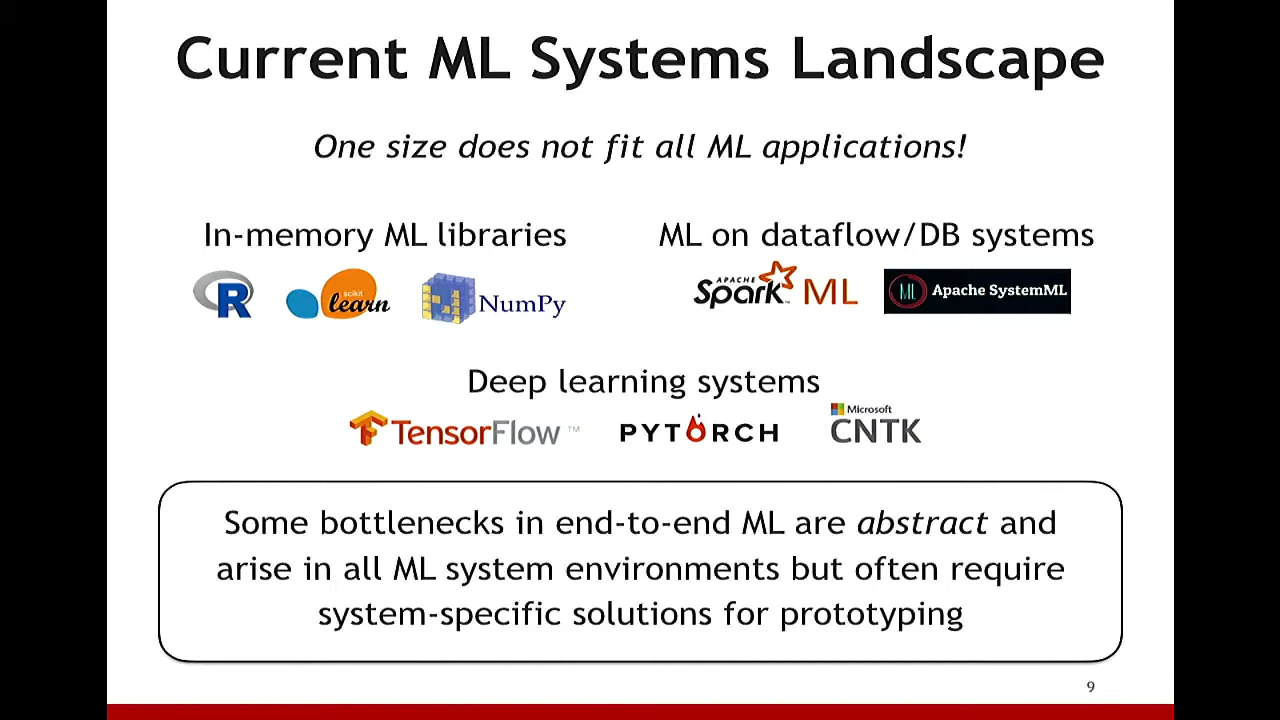 Current ML Systems Landscape
One size does not fit all ML applications!
In-memory ML libraries
ML on dataflow/DB systems
R
scikit
learn
NumPy
APACHE
Spark™ ML
ML Apache SystemML
Deep learning systems
TensorFlow™
PYTORCH
Microsoft
CNTK
Some bottlenecks in end-to-end ML are abstract and
arise in all ML system environments but often require
system-specific solutions for prototyping
9